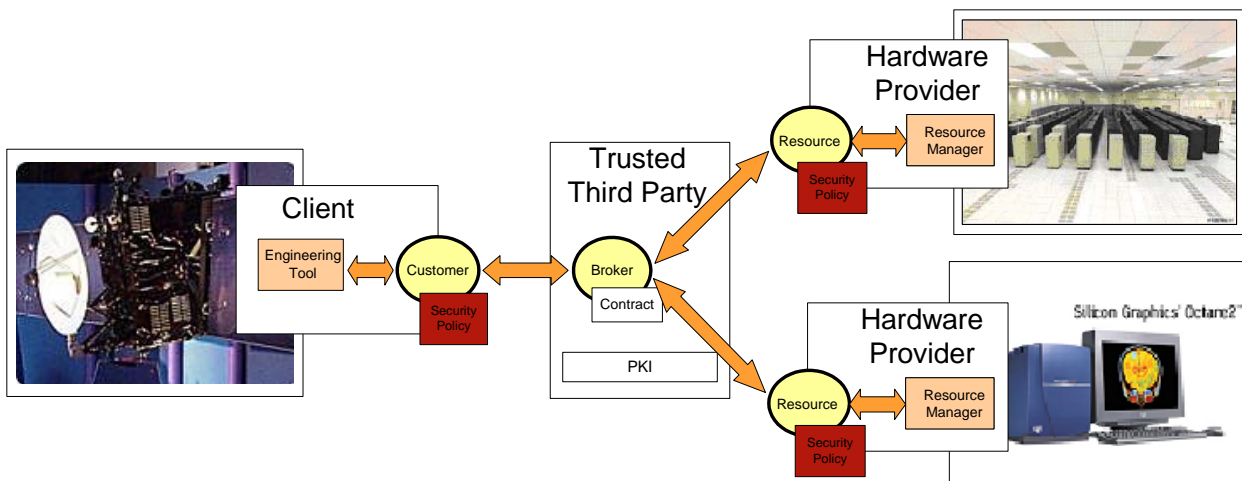 Client
Engineering
Tool
Customer
Security
Policy
Trusted
Third Party
Broker
Contract
PKI
Hardware
Provider
Resource
Resource
Manager
Security
Policy
Hardware
Provider
Resource
Resource
Manager
Security
Policy
Silicon Graphics' Octane2™